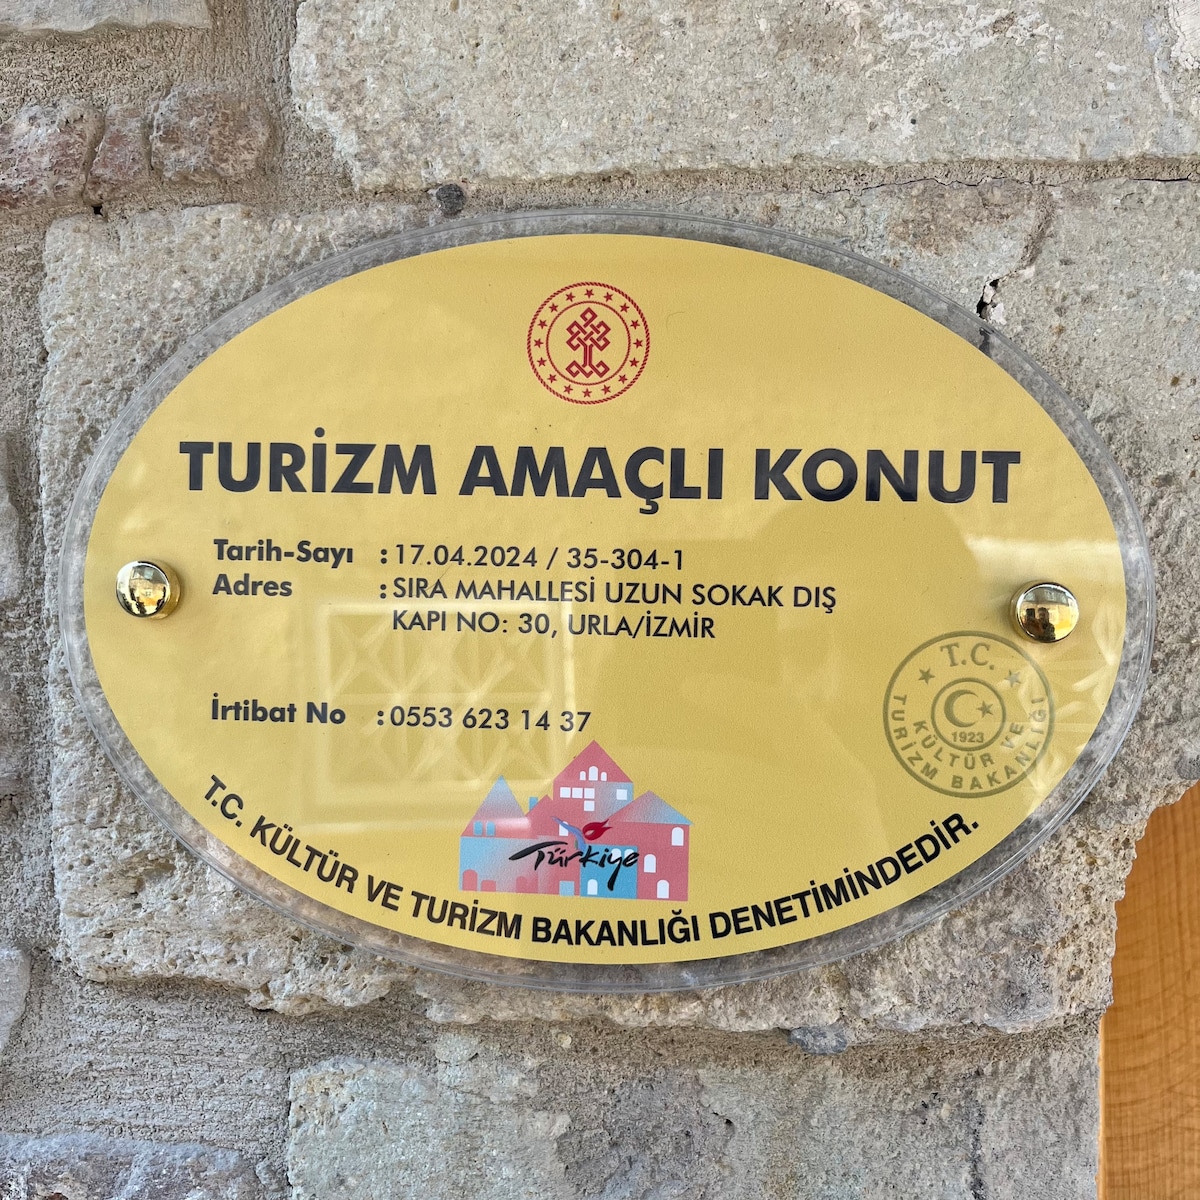 TURİZM AMAÇLI KONUT
Tarih-Sayı : 17.04.2024 / 35-304-1
Adres : SIRA MAHALLESİ UZUN SOKAK DIŞ
KAPI NO: 30, URLA/İZMİR
İrtibat No : 0553 623 14 37
T.C.
1923
KÜLTÜR VE
TURİZM BAKANLIĞI
Türkiye
T.C. KÜLTÜR VE TURİZM BAKANLIĞI DENETİMİNDEDİR.